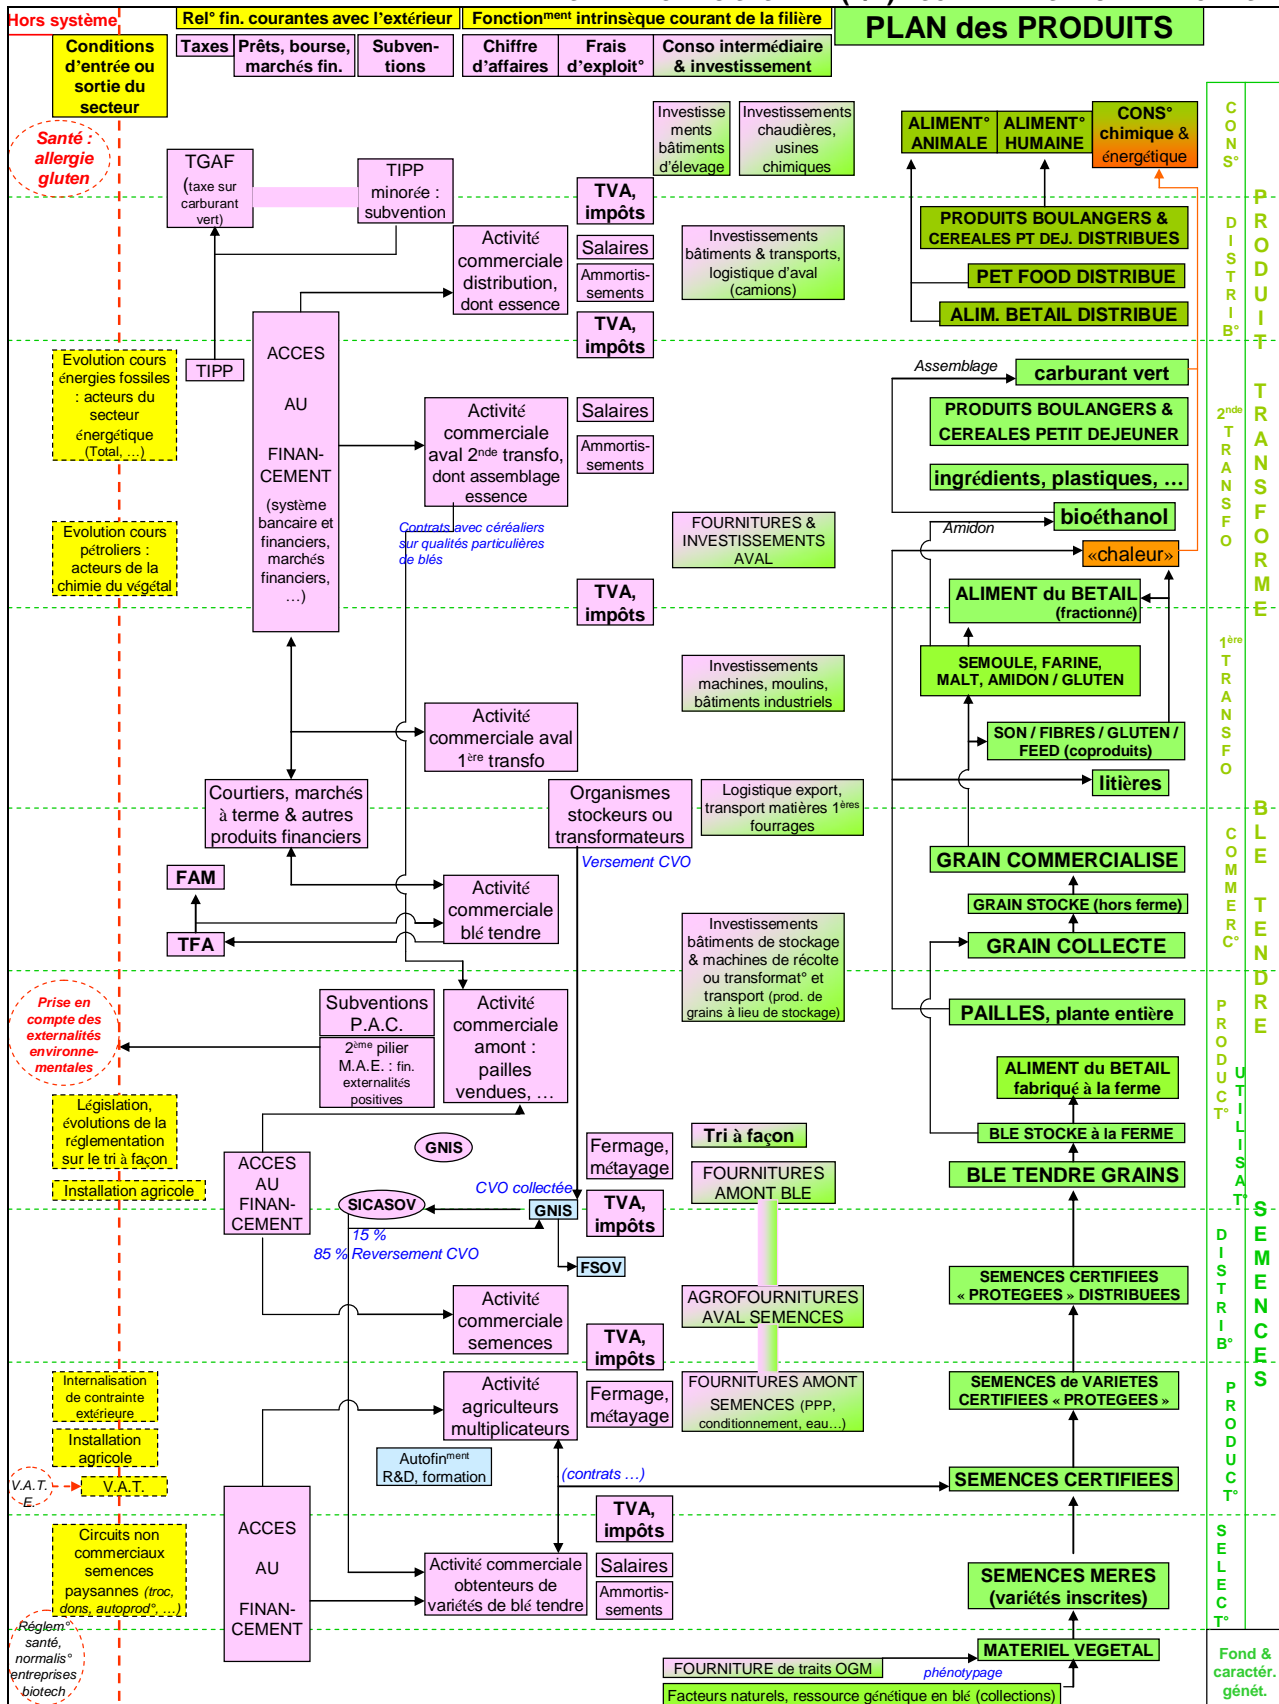 Hors système
Rel° fin. courantes avec l'extérieur
Fonctionᵐᵉⁿᵗ intrinsèque courant de la filière
PLAN des PRODUITS
Conditions
d'entrée ou
sortie du
secteur
Taxes
Prêts, bourse,
marchés fin.
Subven-
tions
Chiffre
d'affaires
Frais
d'exploit°
Conso intermédiaire
& investissement
Santé :
allergie
gluten
TGAF
(taxe sur
carburant
vert)
TIPP
minorée :
subvention
TVA,
impôts
Investisse
ments
bâtiments
d'élevage
Investissements
chaudières,
usines
chimiques
ALIMENT°
ANIMALE
ALIMENT°
HUMAINE
CONS°
chimique &
énergétique
CONS°
Activité
commerciale
distribution,
dont essence
Salaires
Ammortis-
sements
Investissements
bâtiments & transports,
logistique d'aval
(camions)
PRODUITS BOULANGERS &
CEREALES PT DEJ. DISTRIBUES
PET FOOD DISTRIBUE
ALIM. BETAIL DISTRIBUE
DISTRIB°
PRODUIT TRANSFORME
TVA,
impôts
Evolution cours
énergies fossiles
: acteurs du
secteur
énergétique
(Total, …)
TIPP
ACCES
AU
FINAN-
CEMENT
(système
bancaire et
financiers,
marchés
financiers,
…)
Activité
commerciale
aval 2ⁿᵈᵉ transfo,
dont assemblage
essence
Salaires
Ammortis-
sements
Assemblage
carburant vert
PRODUITS BOULANGERS &
CEREALES PETIT DEJEUNER
ingrédients, plastiques, …
bioéthanol
Amidon
«chaleur»
2ⁿᵈᵉ TRANSFO
Evolution cours
pétroliers :
acteurs de la
chimie du végétal
Contrats avec céréaliers
sur qualités particulières
de blés
FOURNITURES &
INVESTISSEMENTS
AVAL
TVA,
impôts
ALIMENT du BETAIL
(fractionné)
Investissements
machines, moulins,
bâtiments industriels
SEMOULE, FARINE,
MALT, AMIDON / GLUTEN
1ᵉʳᵉ TRANSFO
Activité
commerciale aval
1ᵉʳᵉ transfo
SON / FIBRES / GLUTEN /
FEED (coproduits)
litières
Courtiers, marchés
à terme & autres
produits financiers
Organismes
stockeurs ou
transformateurs
Logistique export,
transport matières 1ᵉʳᵉˢ
fourrages
Versement CVO
GRAIN COMMERCIALISE
COMMERC°
BLE TENDRE
FAM
TFA
Activité
commerciale
blé tendre
GRAIN STOCKE (hors ferme)
GRAIN COLLECTE
Investissements
bâtiments de stockage
& machines de récolte
ou transformat° et
transport (prod. de
grains à lieu de stockage)
Prise en
compte des
externalités
environne-
mentales
Subventions
P.A.C.
2ᵉᵐᵉ pilier
M.A.E. : fin.
externalités
positives
Activité
commerciale
amont :
pailles
vendues, …
PAILLES, plante entière
PRODUCT°
UTILISAT°
ALIMENT du BETAIL
fabriqué à la ferme
Législation,
évolutions de la
réglementation
sur le tri à façon
Installation agricole
GNIS
Fermage,
métayage
Tri à façon
BLE STOCKE à la FERME
ACCES
AU
FINAN-
CEMENT
FOURNITURES
AMONT BLE
BLE TENDRE GRAINS
SICASOV
CVO collectée
GNIS
TVA,
impôts
15 %
85 % Reversement CVO
FSOV
SEMENCES
DISTRIB°
Activité
commerciale
semences
AGROFOURNITURES
AVAL SEMENCES
SEMENCES CERTIFIEES
« PROTEGEES » DISTRIBUEES
TVA,
impôts
Internalisation
de contrainte
extérieure
Installation
agricole
V.A.T.
E.
V.A.T.
Activité
agriculteurs
multiplicateurs
Fermage,
métayage
FOURNITURES AMONT
SEMENCES (PPP,
conditionnement, eau…)
SEMENCES de VARIETES
CERTIFIEES « PROTEGEES »
PRODUCT°
Autofinᵐᵉⁿᵗ
R&D, formation
(contrats …)
SEMENCES CERTIFIEES
TVA,
impôts
Circuits non
commerciaux
semences
paysannes (troc,
dons, autoprod°, …)
ACCES
AU
FINAN-
CEMENT
Activité commerciale
obtenteurs de
variétés de blé tendre
Salaires
Ammortis-
sements
SEMENCES MERES
(variétés inscrites)
SELECT°
Réglem°
santé,
normalis°
entreprises
biotech
MATERIEL VEGETAL
FOURNITURE de traits OGM
phénotypage
Facteurs naturels, ressource génétique en blé (collections)
Fond &
caractér.
génét.